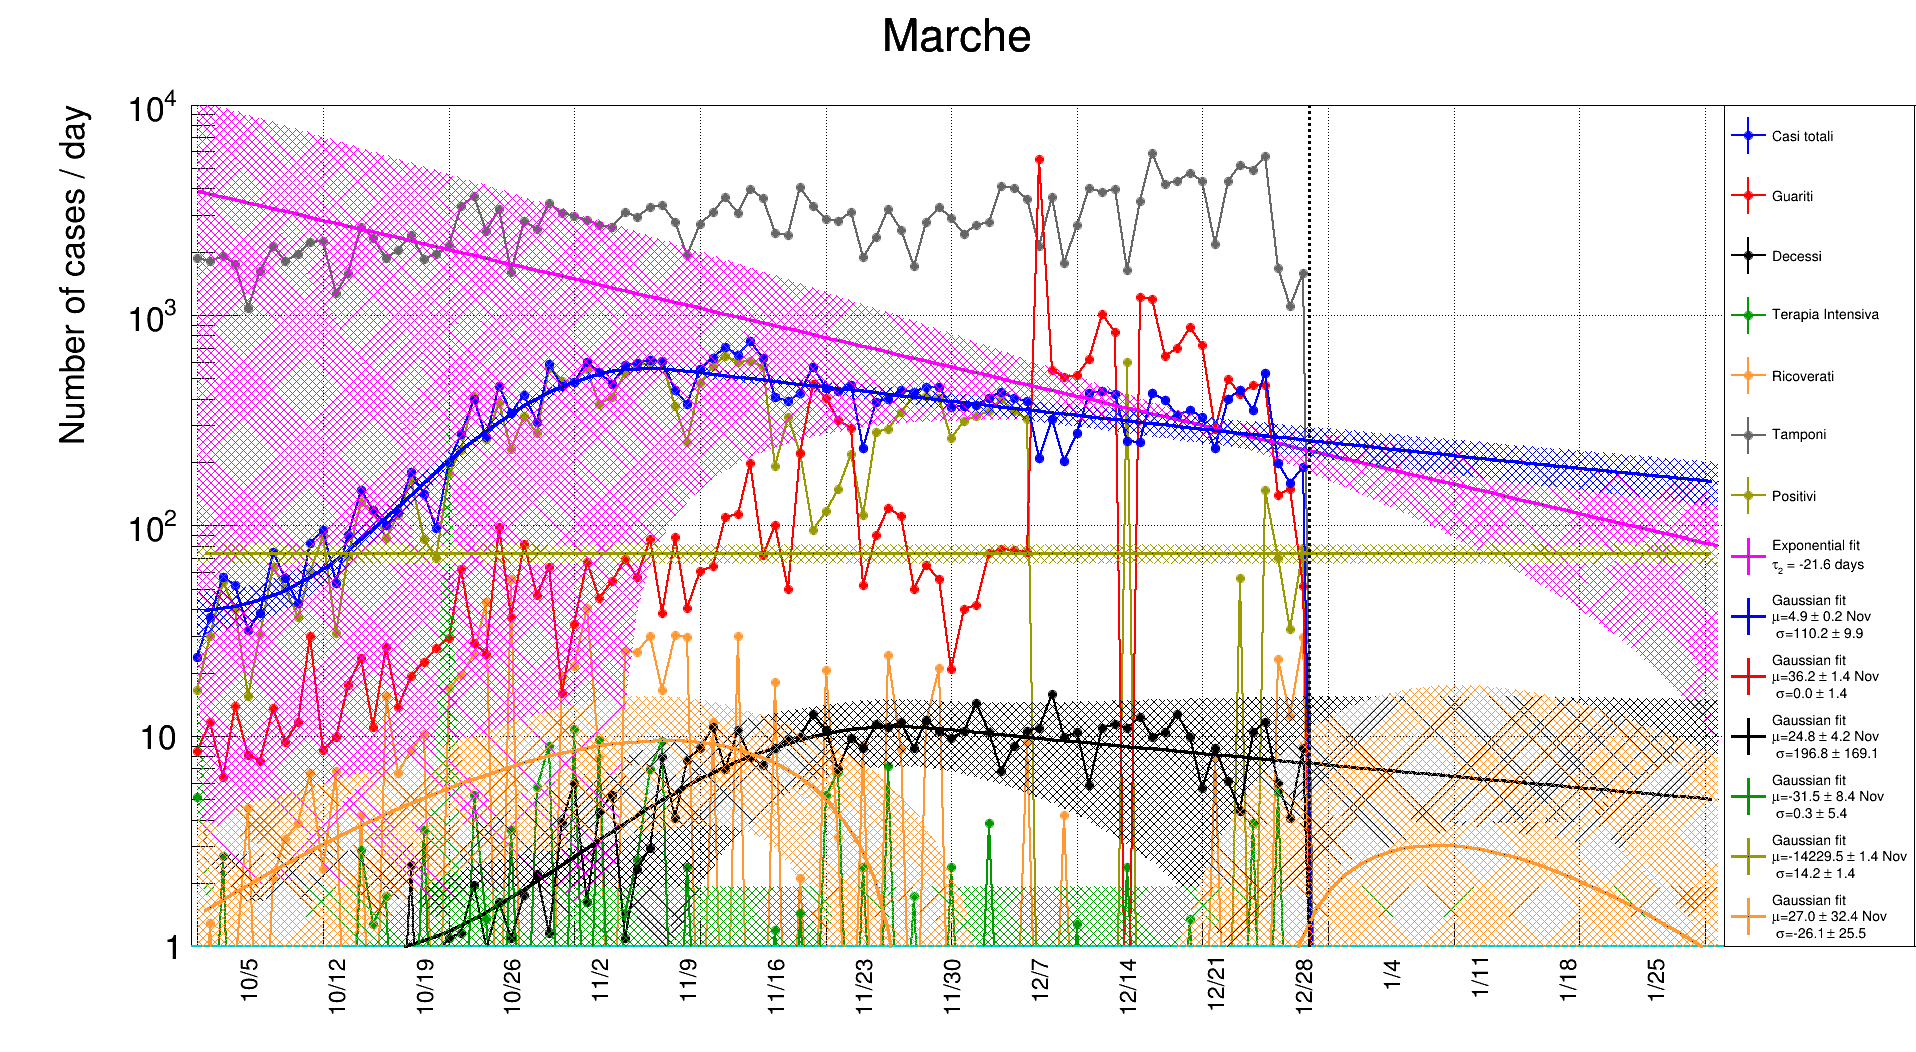 Marche
Number of cases / day
10⁴
10³
10²
10
1
10/5
10/12
10/19
10/26
11/2
11/9
11/16
11/23
11/30
12/7
12/14
12/21
12/28
1/4
1/11
1/18
1/25
Casi totali
Guariti
Decessi
Terapia Intensiva
Ricoverati
Tamponi
Positivi
Exponential fit
τ₂ = -21.6 days
Gaussian fit
μ=4.9 ± 0.2 Nov
σ=110.2 ± 9.9
Gaussian fit
μ=36.2 ± 1.4 Nov
σ=0.0 ± 1.4
Gaussian fit
μ=24.8 ± 4.2 Nov
σ=196.8 ± 169.1
Gaussian fit
μ=-31.5 ± 8.4 Nov
σ=0.3 ± 5.4
Gaussian fit
μ=-14229.5 ± 1.4 Nov
σ=14.2 ± 1.4
Gaussian fit
μ=27.0 ± 32.4 Nov
σ=-26.1 ± 25.5